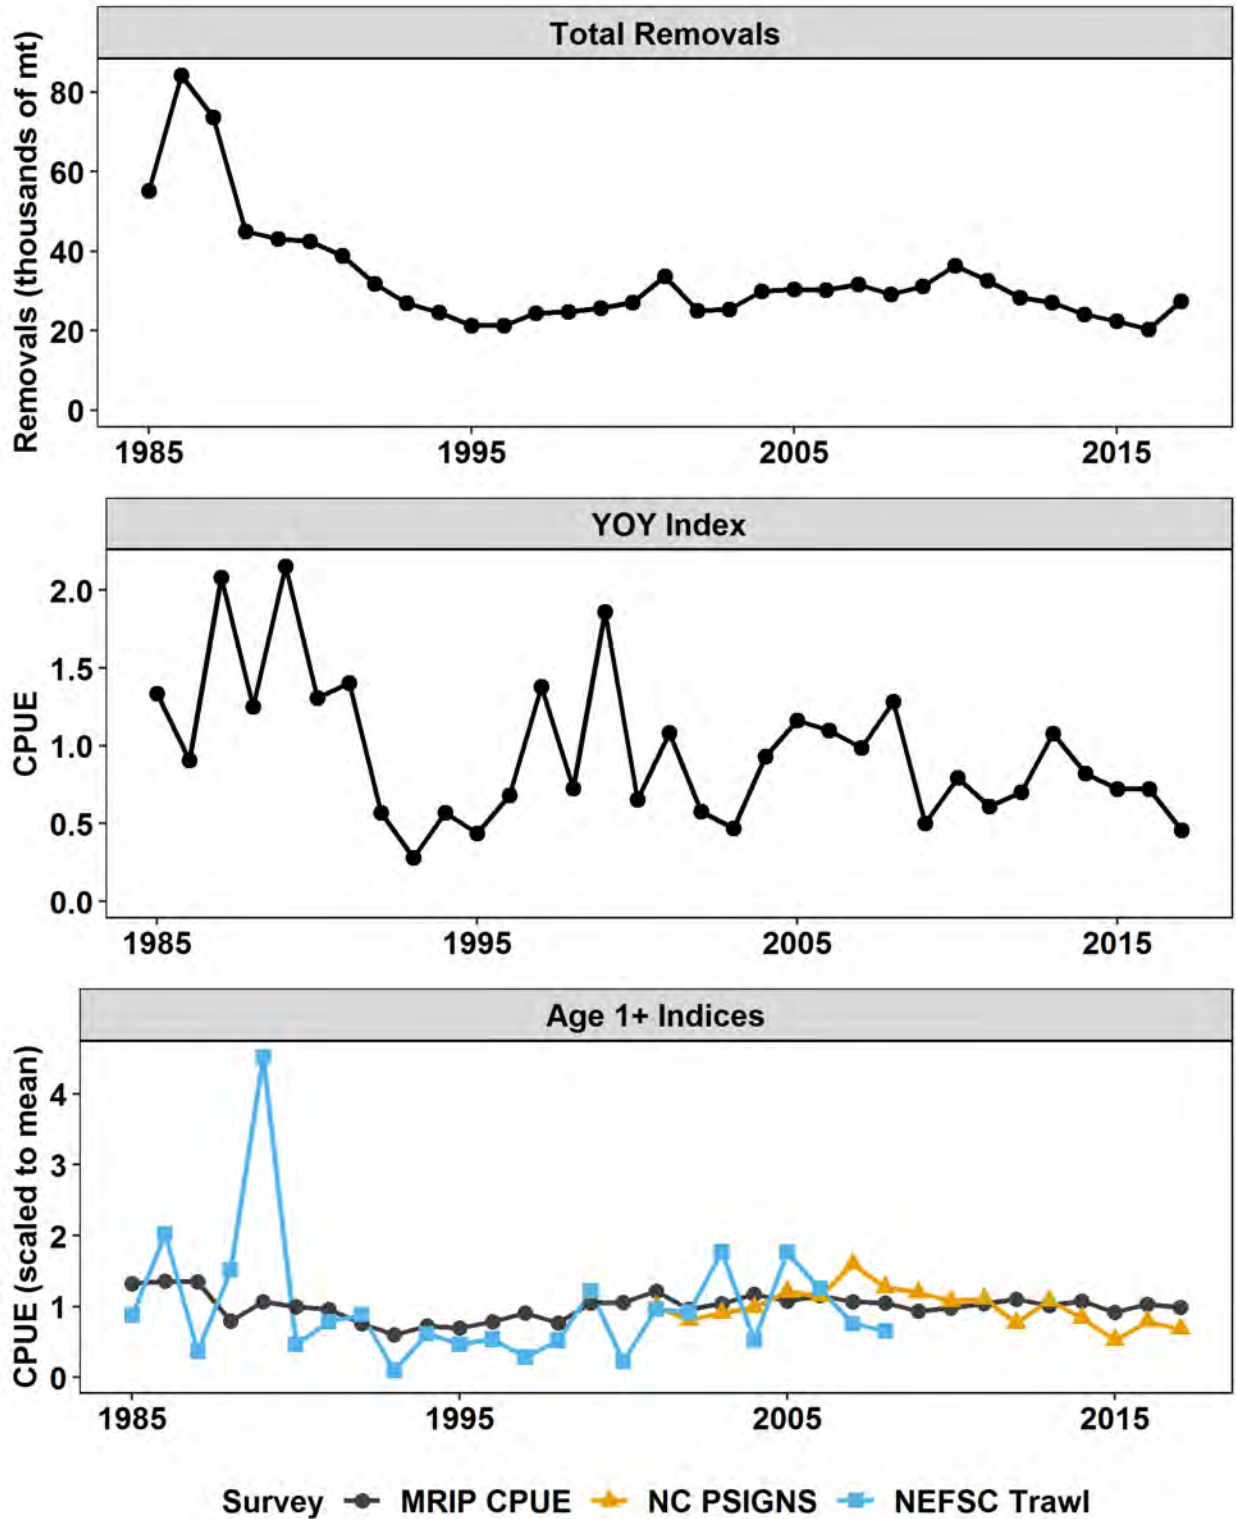 Total Removals
Removals (thousands of mt)
80
60
40
20
0
1985 1995 2005 2015
YOY Index
CPUE
2.0
1.5
1.0
0.5
0.0
1985 1995 2005 2015
Age 1+ Indices
CPUE (scaled to mean)
4
3
2
1
0
1985 1995 2005 2015
Survey MRIP CPUE NC PSIGNS NEFSC Trawl